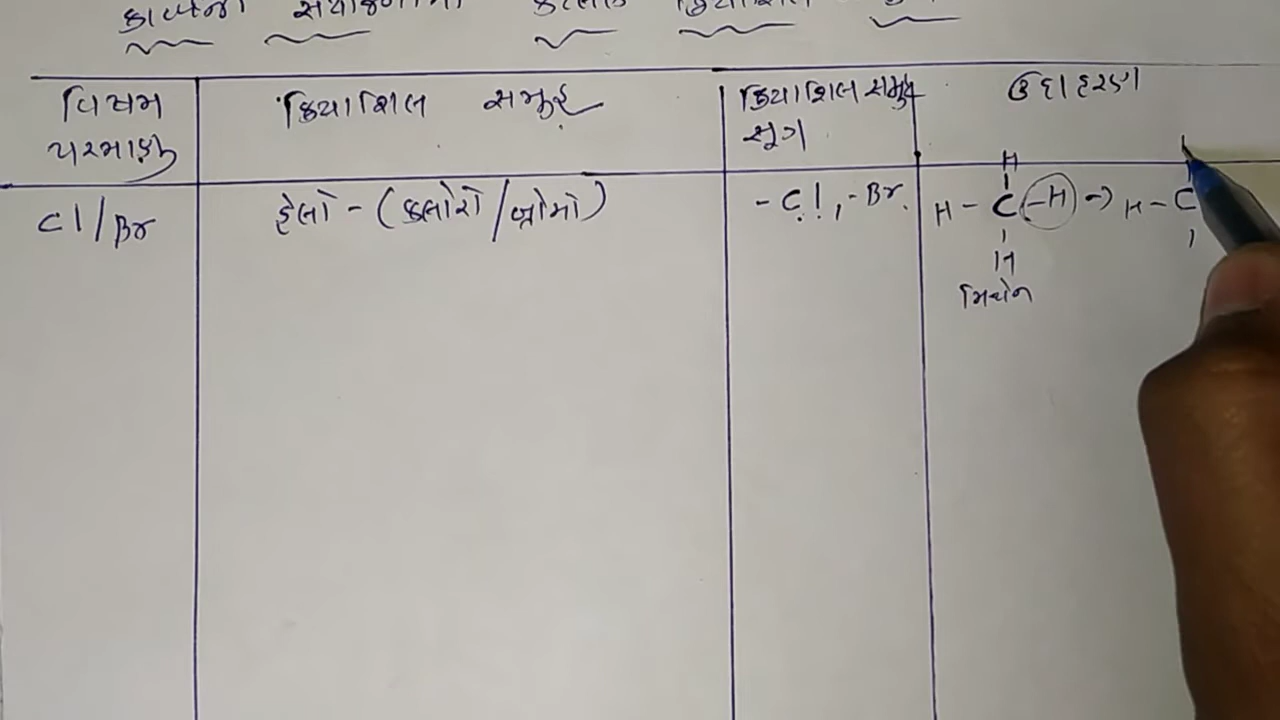 વિષમ પરમાણુ
ક્રિયાશિલ સમુહ
ક્રિયાશિલ સમુહ સૂત્ર
ઉદાહરણ
Cl/Br
હેલો - (ક્લોરો/બ્રોમો)
-Cl, -Br.
H
H - C -H → H - C
H
મિથેન